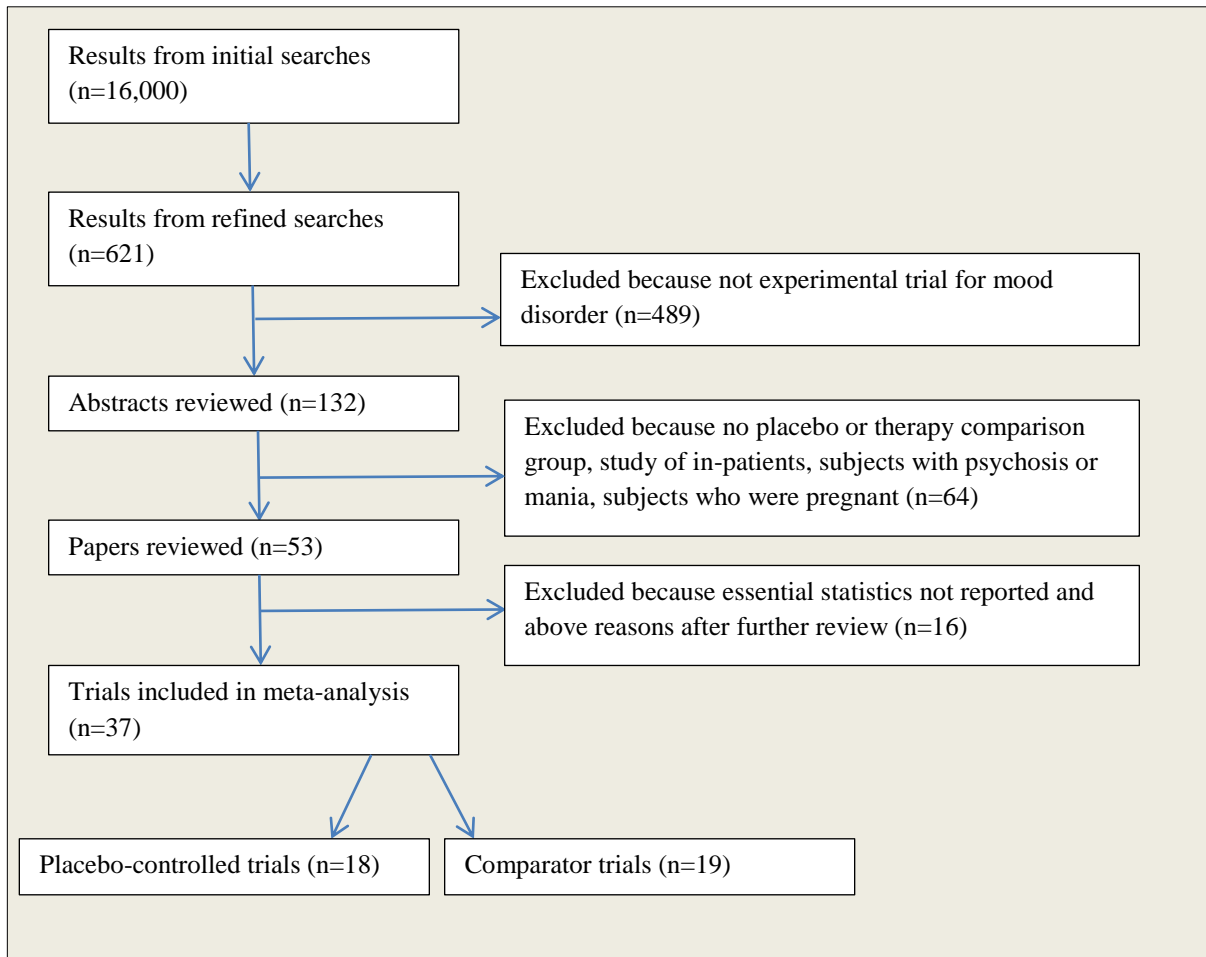 Results from initial searches
(n=16,000)
Results from refined searches
(n=621)
Excluded because not experimental trial for mood
disorder (n=489)
Abstracts reviewed (n=132)
Excluded because no placebo or therapy comparison
group, study of in-patients, subjects with psychosis or
mania, subjects who were pregnant (n=64)
Papers reviewed (n=53)
Excluded because essential statistics not reported and
above reasons after further review (n=16)
Trials included in meta-analysis
(n=37)
Placebo-controlled trials (n=18)
Comparator trials (n=19)